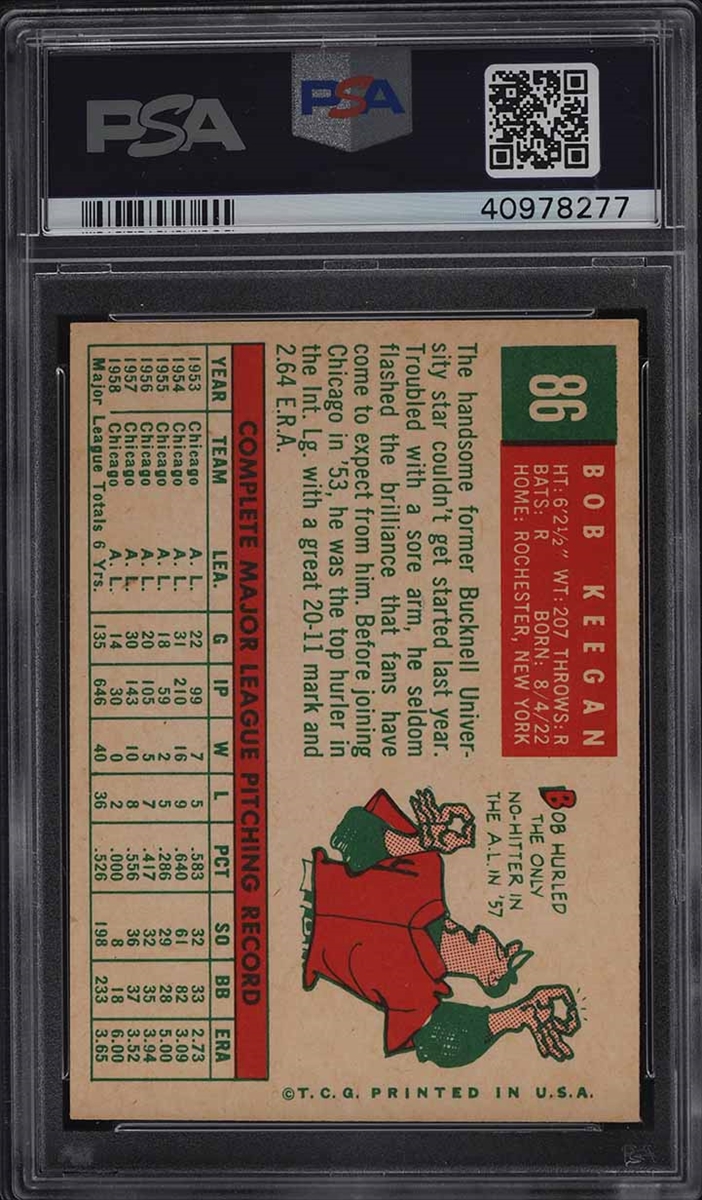 PSA
PSA
40978277
86
BOB KEEGAN
HT: 6'2½" WT: 207 THROWS: R
BATS: R BORN: 8/4/22
HOME: ROCHESTER, NEW YORK
The handsome former Bucknell Univer-
sity star couldn't get started last year.
Troubled with a sore arm, he seldom
flashed the brilliance that fans have
come to expect from him. Before joining
Chicago in '53, he was the top hurler in
the Int. Lg. with a great 20-11 mark and
2.64 E.R.A.
BOB HURLED
THE ONLY
NO-HITTER IN
THE A.L. IN '57
COMPLETE MAJOR LEAGUE PITCHING RECORD
YEAR TEAM LEA. G IP W L PCT SO BB ERA
1953 Chicago A. L. 22 99 7 5 .583 32 33 2.73
1954 Chicago A. L. 31 210 16 9 .640 61 82 3.09
1955 Chicago A. L. 18 59 2 5 .286 29 28 5.00
1956 Chicago A. L. 20 105 5 7 .417 32 35 3.94
1957 Chicago A. L. 30 143 10 8 .556 36 37 3.52
1958 Chicago A. L. 14 30 0 2 .000 8 18 6.00
Major League Totals 6 Yrs. 135 646 40 36 .526 198 233 3.65
©T.C.G. PRINTED IN U.S.A.